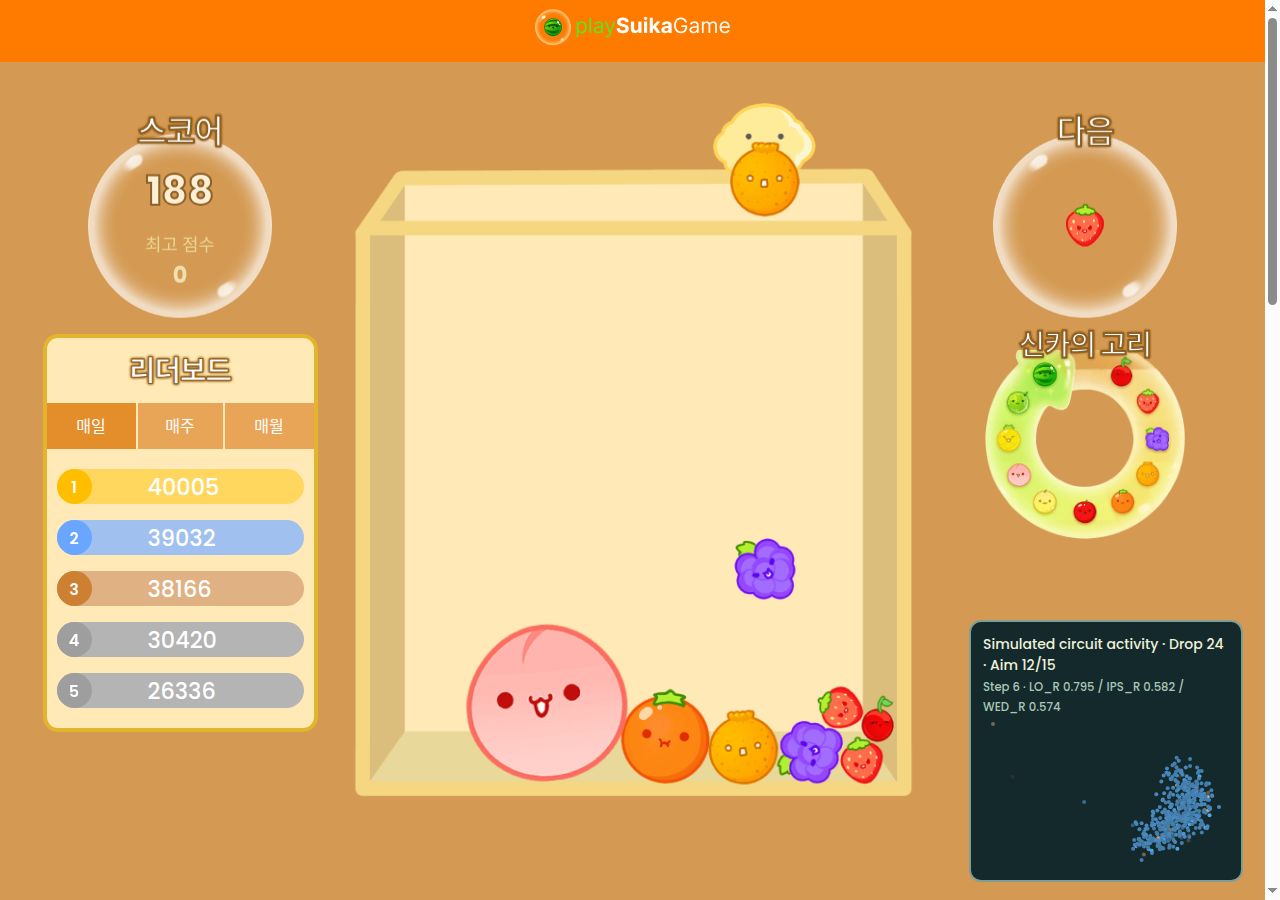 playSuikaGame
스코어
188
최고 점수
0
다음
리더보드
매일 매주 매월
1 40005
2 39032
3 38166
4 30420
5 26336
신카의 고리
Simulated circuit activity · Drop 24
· Aim 12/15
Step 6 · LO_R 0.795 / IPS_R 0.582 /
WED_R 0.574